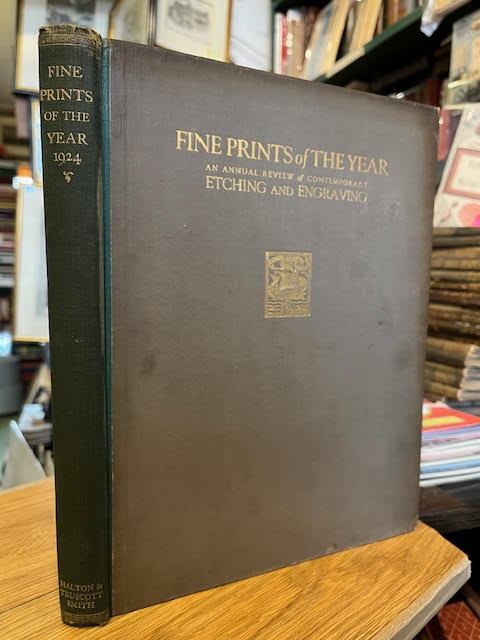 FINE
PRINTS
OF THE
YEAR
1924
HALTON &
TRUSCOTT
SMITH
FINE PRINTS of THE YEAR
AN ANNUAL REVIEW of CONTEMPORARY
ETCHING AND ENGRAVING